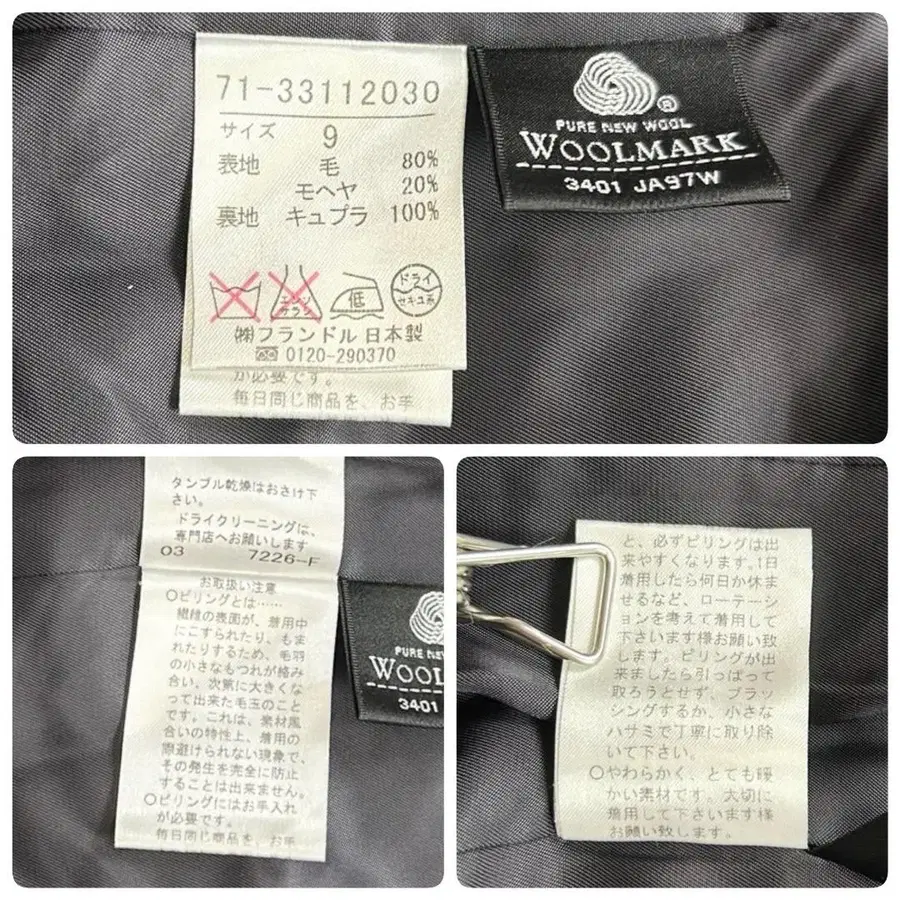 71-33112030
サイズ 9
表地 毛 80%
モヘヤ 20%
裏地 キュプラ 100%
エンソ
サラシ
低
ドライ
セキユ系
㈱フランドル 日本製
0120-290370
が必要です。
毎日同じ商品を、お手
PURE NEW WOOL
WOOLMARK
3401 JA97W
タンブル乾燥はおさけ下
さい。
ドライクリーニングは、
専門店へお願いします
03 7226-F
お取扱い注意
○ピリングとは……
繊維の表面が、着用中
にこすられたり、もま
れたりするため、毛羽
の小さなもつれが絡み
合い、次第に大きくな
って出来た毛玉のこと
です。これは、素材風
合いの特性上、着用の
際避けられない現象で、
その発生を完全に防止
することは出来ません。
○ピリングにはお手入れ
が必要です。
毎日同じ商品を、お手
PURE NEW
WOOLM
3401
と、必ずピリングは出
来やすくなります。1日
着用したら何日か休ま
せるなど、ローテーシ
ョンを考えて着用して
下さいます様お願い致
します。ピリングが出
来ましたら引っぱって
取ろうとせず、ブラッ
シングするか、小さな
ハサミで丁寧に取り除
いて下さい。
○やわらかく、とても暖
かい素材です。大切に
着用して下さいます様
お願い致します。